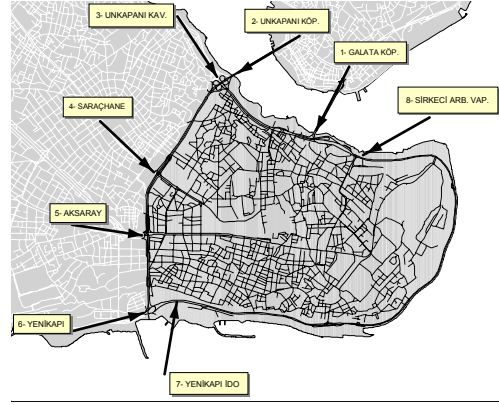 3- UNKAPANI KAV.
2- UNKAPANI KÖP.
1- GALATA KÖP.
8- SİRKECİ ARB. VAP.
4- SARAÇHANE
5- AKSARAY
6- YENİKAPI
7- YENİKAPI İDO